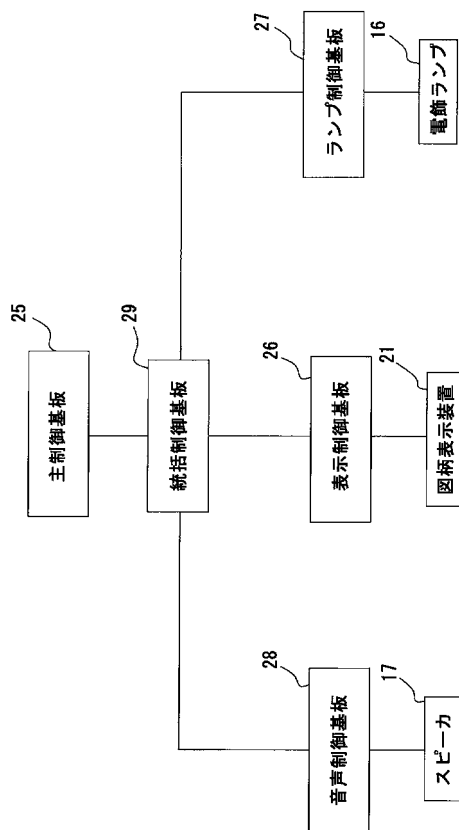 25
主制御基板
29
統括制御基板
28
音声制御基板
26
表示制御基板
27
ランプ制御基板
17
スピーカ
21
図柄表示装置
16
電飾ランプ